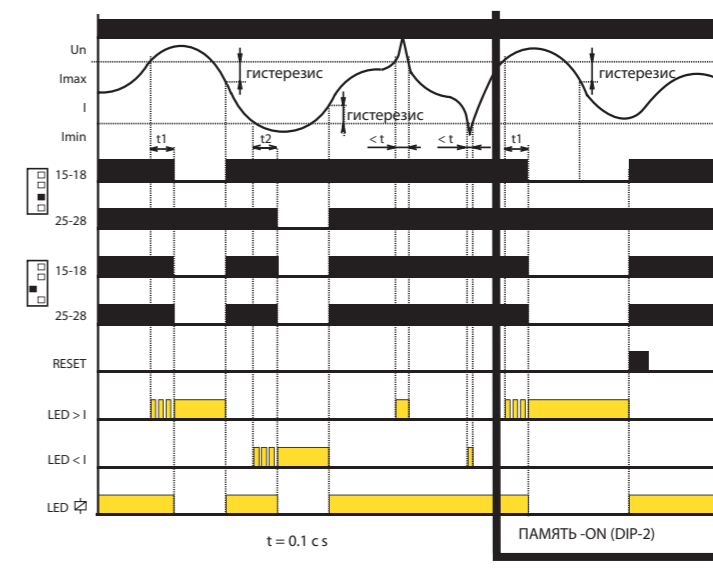 Un
Imax
I
Imin
гистерезис
гистерезис
гистерезис
t1
t2
< t
< t
t1
15-18
25-28
15-18
25-28
RESET
LED > I
LED < I
LED
t = 0.1 c s
ПАМЯТЬ -ON (DIP-2)